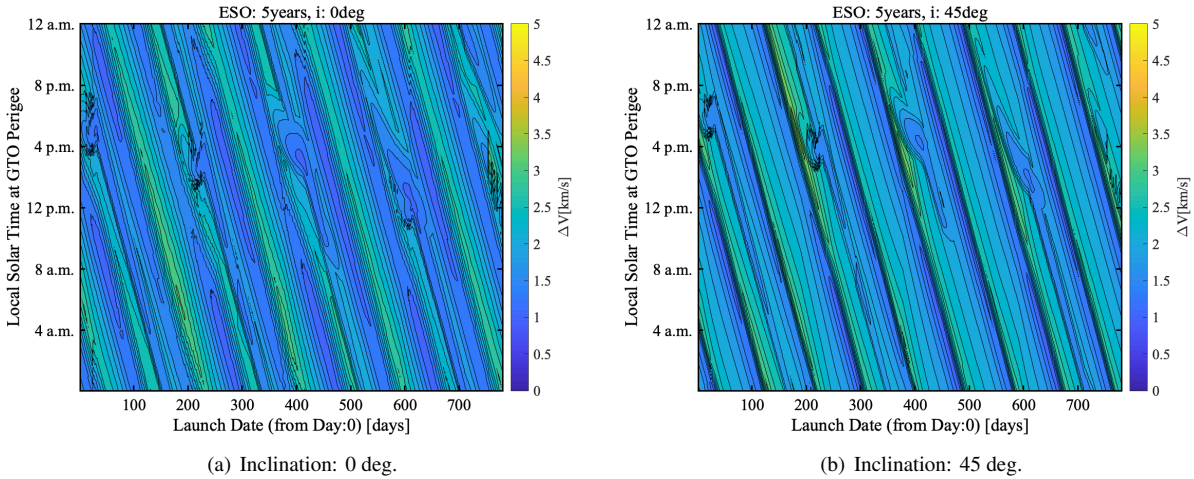 ESO: 5years, i: 0deg
12 a.m.
8 p.m.
4 p.m.
12 p.m.
8 a.m.
4 a.m.
Local Solar Time at GTO Perigee
100 200 300 400 500 600 700
Launch Date (from Day:0) [days]
5
4.5
4
3.5
3
2.5
2
1.5
1
0.5
0
ΔV[km/s]
(a) Inclination: 0 deg.
ESO: 5years, i: 45deg
12 a.m.
8 p.m.
4 p.m.
12 p.m.
8 a.m.
4 a.m.
Local Solar Time at GTO Perigee
100 200 300 400 500 600 700
Launch Date (from Day:0) [days]
5
4.5
4
3.5
3
2.5
2
1.5
1
0.5
0
ΔV[km/s]
(b) Inclination: 45 deg.